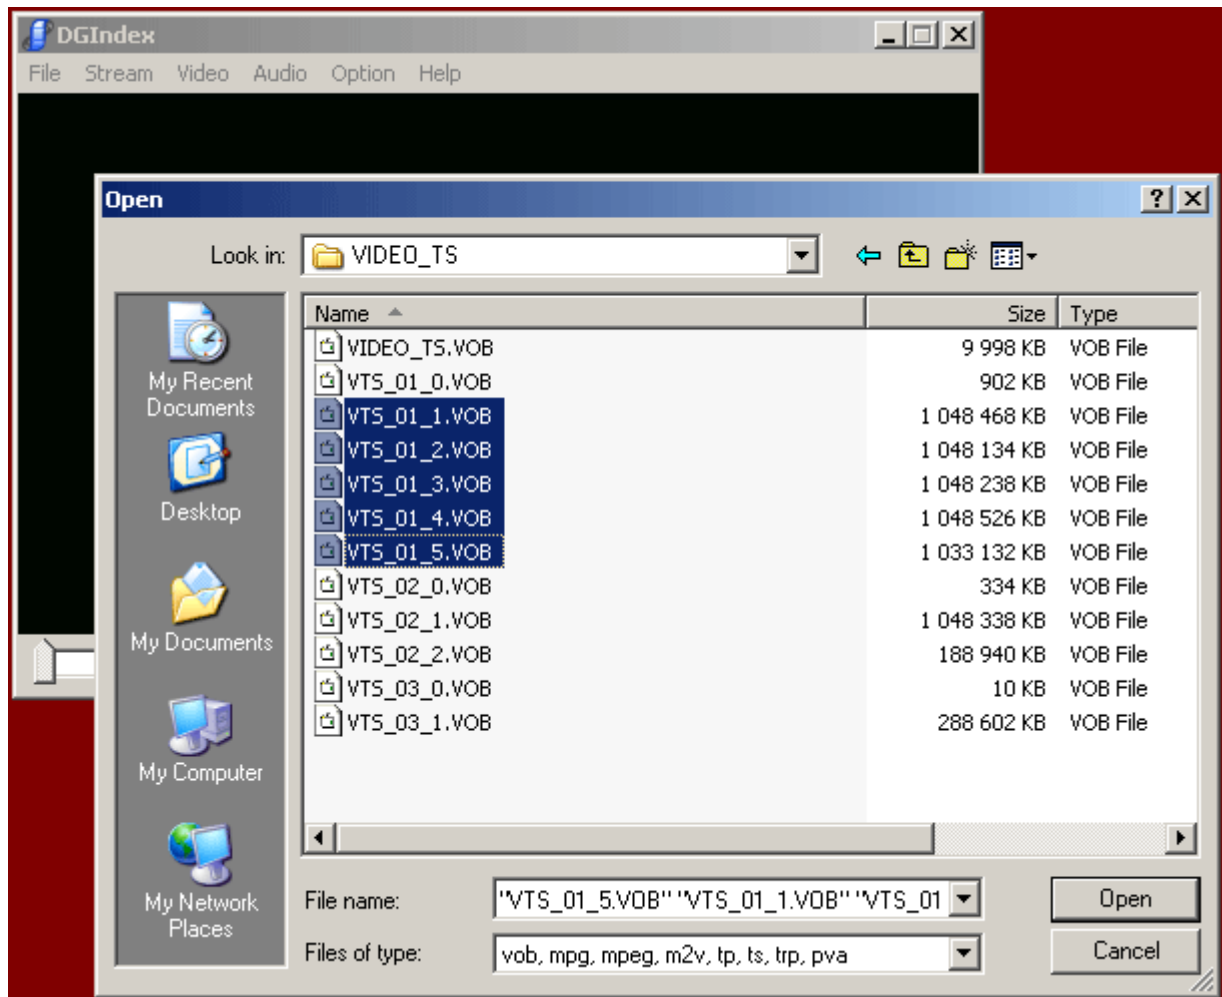 DGIndex
File Stream Video Audio Option Help
Open
Look in: VIDEO_TS
My Recent
Documents
Desktop
My Documents
My Computer
My Network
Places
Name Size Type
VIDEO_TS.VOB 9 998 KB VOB File
VTS_01_0.VOB 902 KB VOB File
VTS_01_1.VOB 1 048 468 KB VOB File
VTS_01_2.VOB 1 048 134 KB VOB File
VTS_01_3.VOB 1 048 238 KB VOB File
VTS_01_4.VOB 1 048 526 KB VOB File
VTS_01_5.VOB 1 033 132 KB VOB File
VTS_02_0.VOB 334 KB VOB File
VTS_02_1.VOB 1 048 338 KB VOB File
VTS_02_2.VOB 188 940 KB VOB File
VTS_03_0.VOB 10 KB VOB File
VTS_03_1.VOB 288 602 KB VOB File
File name: "VTS_01_5.VOB" "VTS_01_1.VOB" "VTS_01 Open
Files of type: vob, mpg, mpeg, m2v, tp, ts, trp, pva Cancel